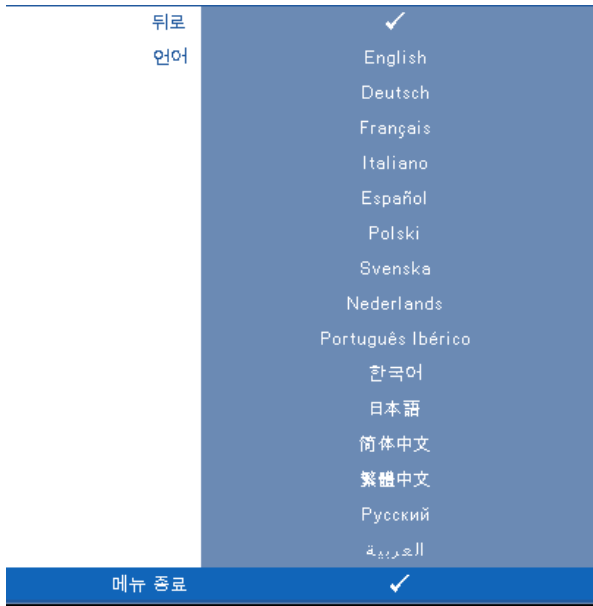 뒤로 ✓
언어 English
Deutsch
Français
Italiano
Español
Polski
Svenska
Nederlands
Português Ibérico
한국어
日本語
简体中文
繁體中文
Русский
العربية
메뉴 종료 ✓